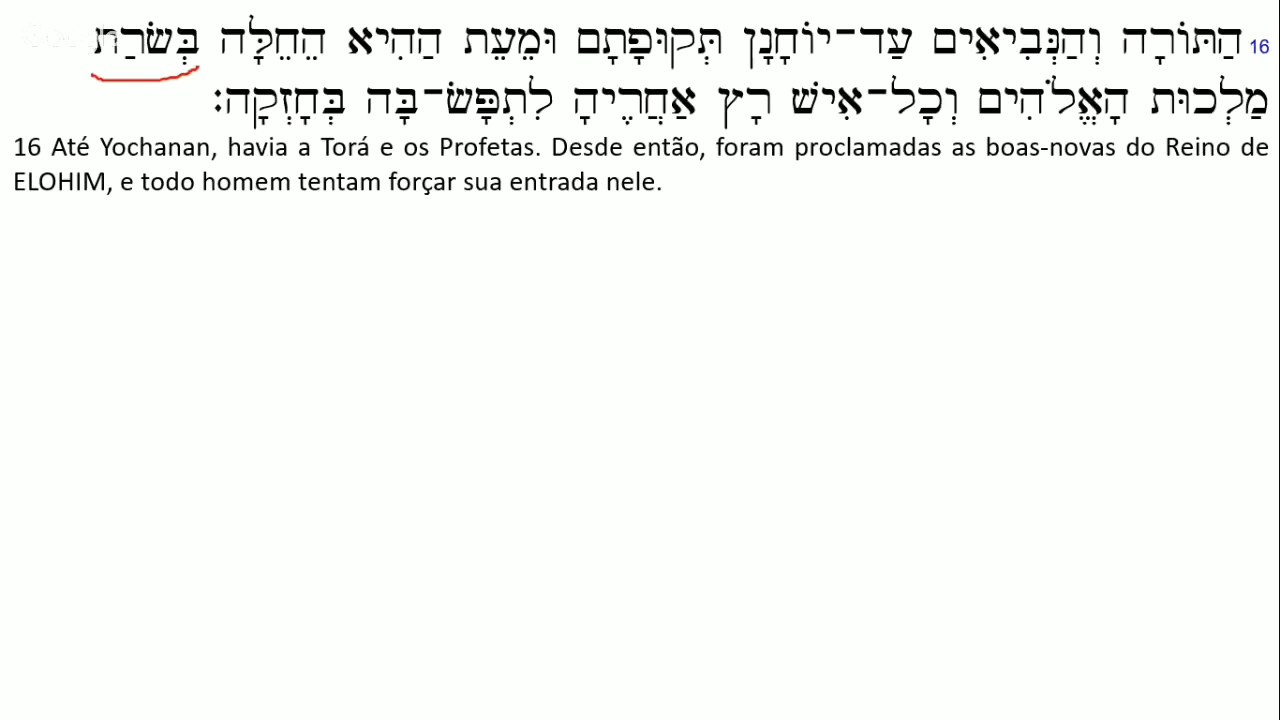 16 הַתּוֹרָה וְהַנְּבִיאִים עַד־יוֹחָנָן תְּקוּפָתָם וּמֵעֵת הַהִיא הֵחֵלָּה בְּשֹׂרַת
מַלְכוּת הָאֱלֹהִים וְכָל־אִישׁ רָץ אַחֲרֶיהָ לִתְפָּשׂ־בָּהּ בְּחָזְקָה׃
16 Até Yochanan, havia a Torá e os Profetas. Desde então, foram proclamadas as boas-novas do Reino de
ELOHIM, e todo homem tentam forçar sua entrada nele.